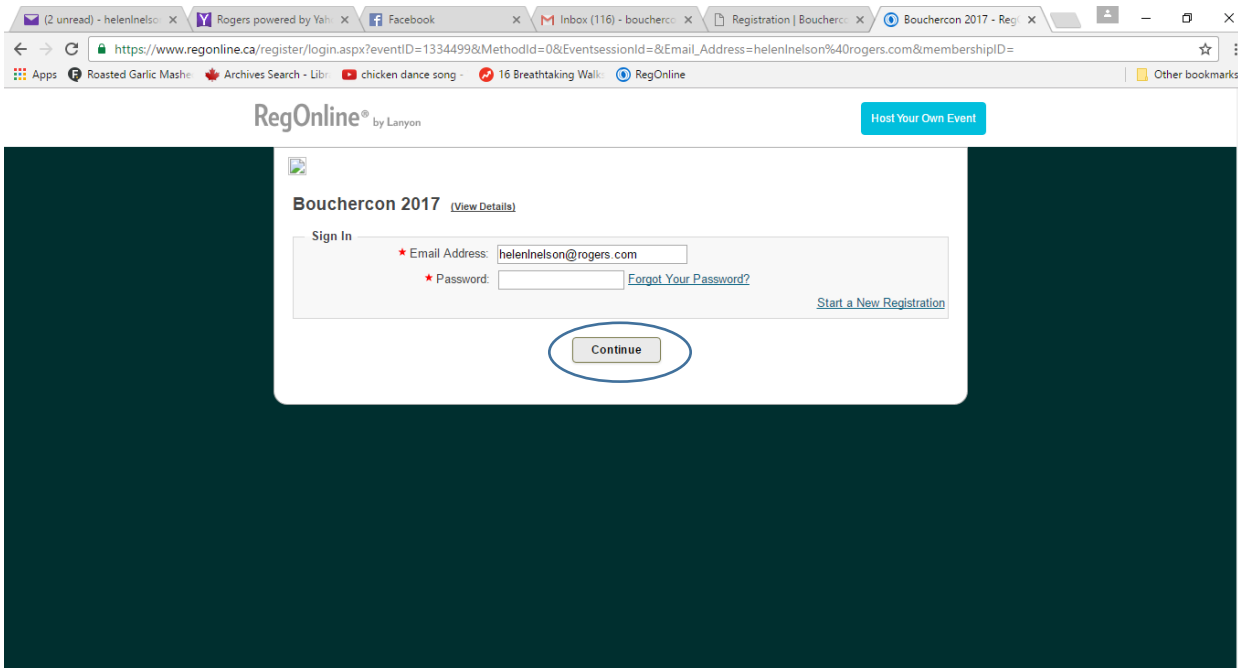 (2 unread) - helenlnelso Rogers powered by Yah Facebook Inbox (116) - boucherco Registration | Boucherco Bouchercon 2017 - Reg
https://www.regonline.ca/register/login.aspx?eventID=1334499&MethodId=0&EventsessionId=&Email_Address=helenlnelson%40rogers.com&membershipID=
Apps Roasted Garlic Mashe Archives Search - Libr chicken dance song - 16 Breathtaking Walk RegOnline Other bookmarks
RegOnline® by Lanyon Host Your Own Event
Bouchercon 2017 (View Details)
Sign In
★ Email Address: helenlnelson@rogers.com
★ Password: Forgot Your Password?
Start a New Registration
Continue